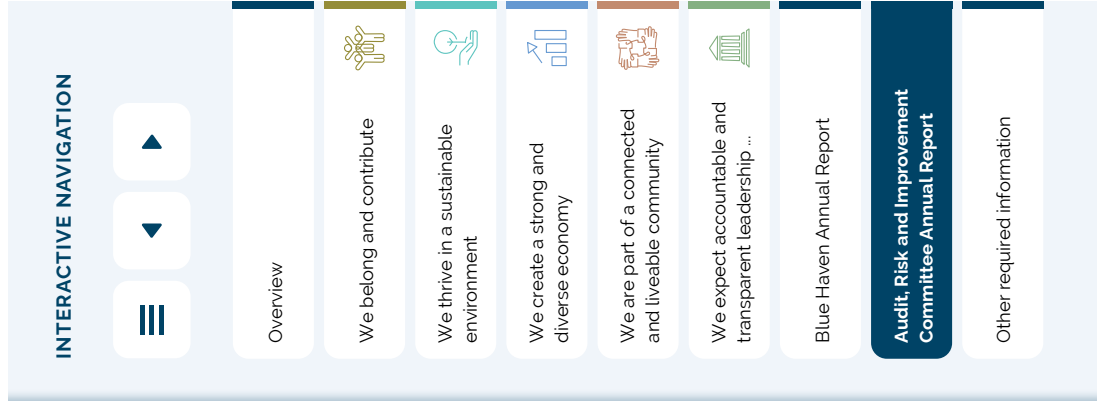 INTERACTIVE NAVIGATION
Overview
We belong and contribute
We thrive in a sustainable
environment
We create a strong and
diverse economy
We are part of a connected
and liveable community
We expect accountable and
transparent leadership ...
Blue Haven Annual Report
Audit, Risk and Improvement
Committee Annual Report
Other required information